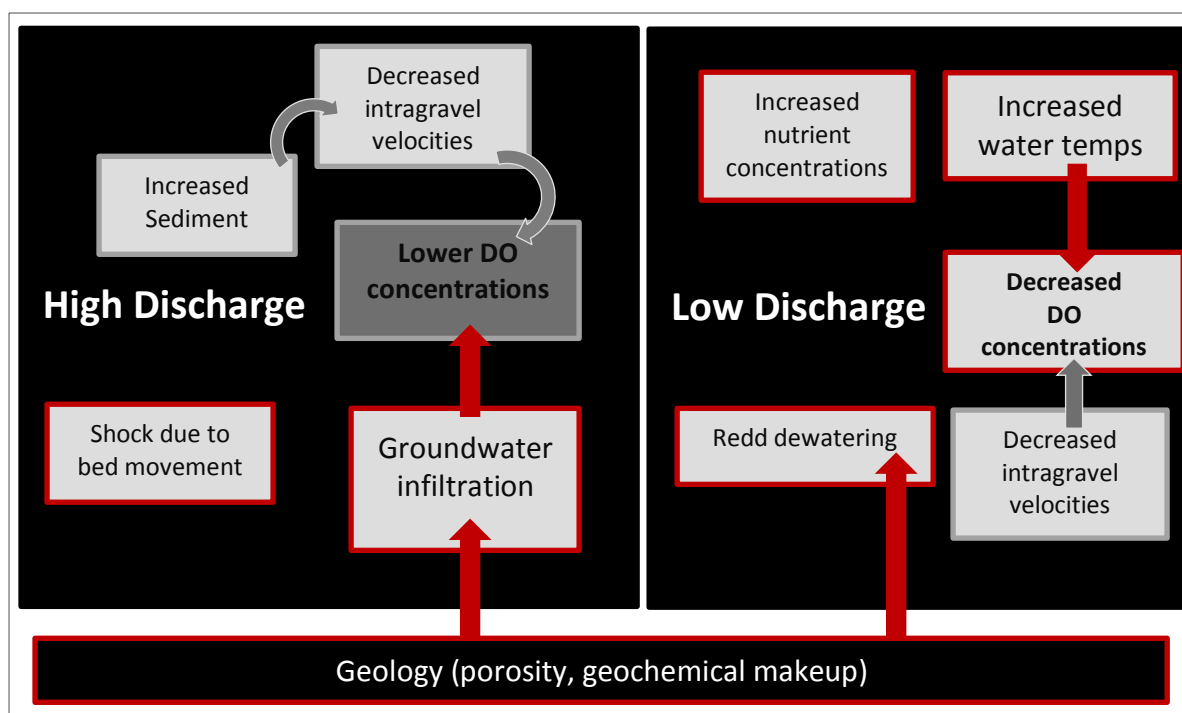 Decreased
intragravel
velocities
Increased
Sediment
Lower DO
concentrations
High Discharge
Shock due to
bed movement
Groundwater
infiltration
Increased
nutrient
concentrations
Increased
water temps
Low Discharge
Decreased
DO
concentrations
Redd dewatering
Decreased
intragravel
velocities
Geology (porosity, geochemical makeup)